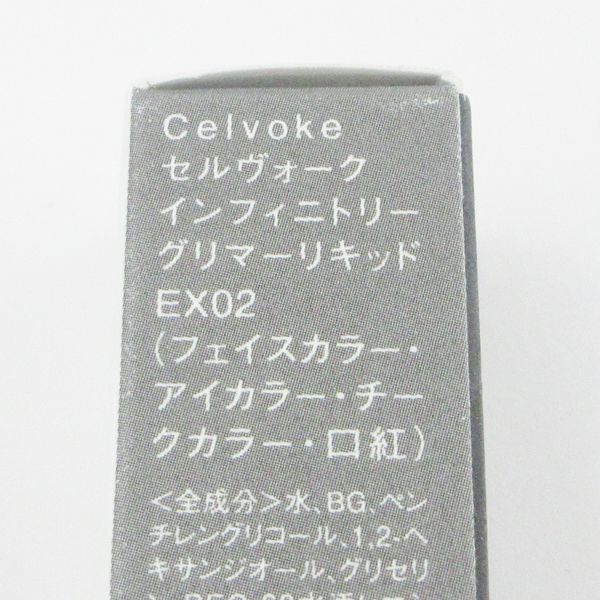 Celvoke
セルヴォーク
インフィニトリー
グリマーリキッド
EX02
(フェイスカラー・
アイカラー・チー
クカラー・口紅)
<全成分>水、BG、ペン
チレングリコール、1,2-ヘ
キサンジオール、グリセリ